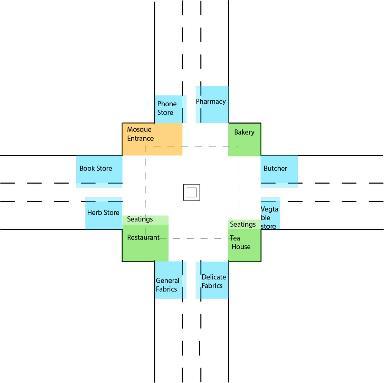 Phone
Store
Pharmacy
Mosque
Entrance
Bakery
Book Store
Butcher
Herb Store
Vegta
ble
store
Seatings
Restaurant
Seatings
Tea
House
General
Fabrics
Delicate
Fabrics